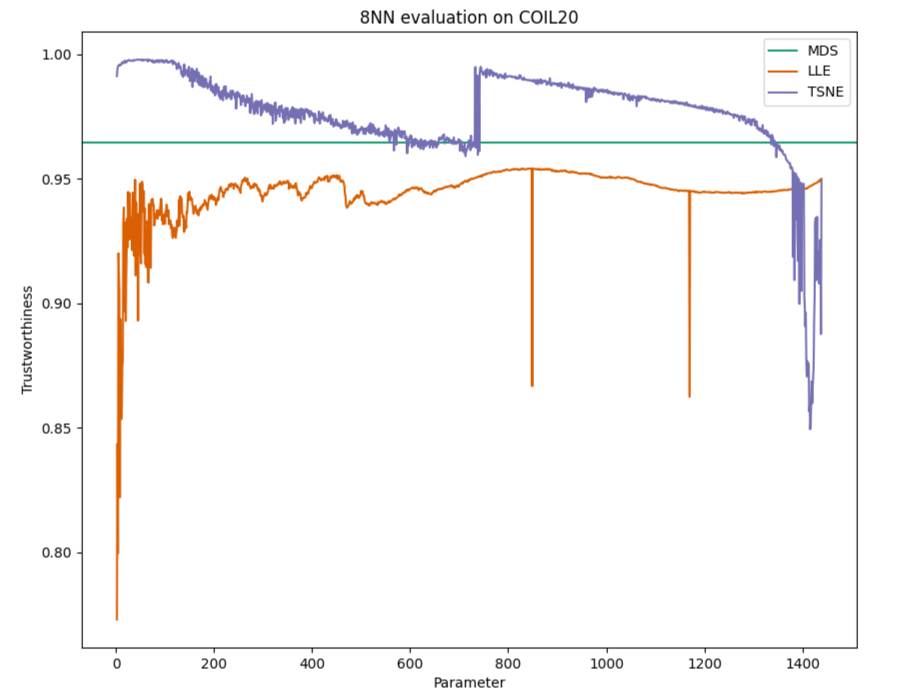 8NN evaluation on COIL20
MDS
LLE
TSNE
Trustworthiness
1.00
0.95
0.90
0.85
0.80
0
200
400
600
800
1000
1200
1400
Parameter